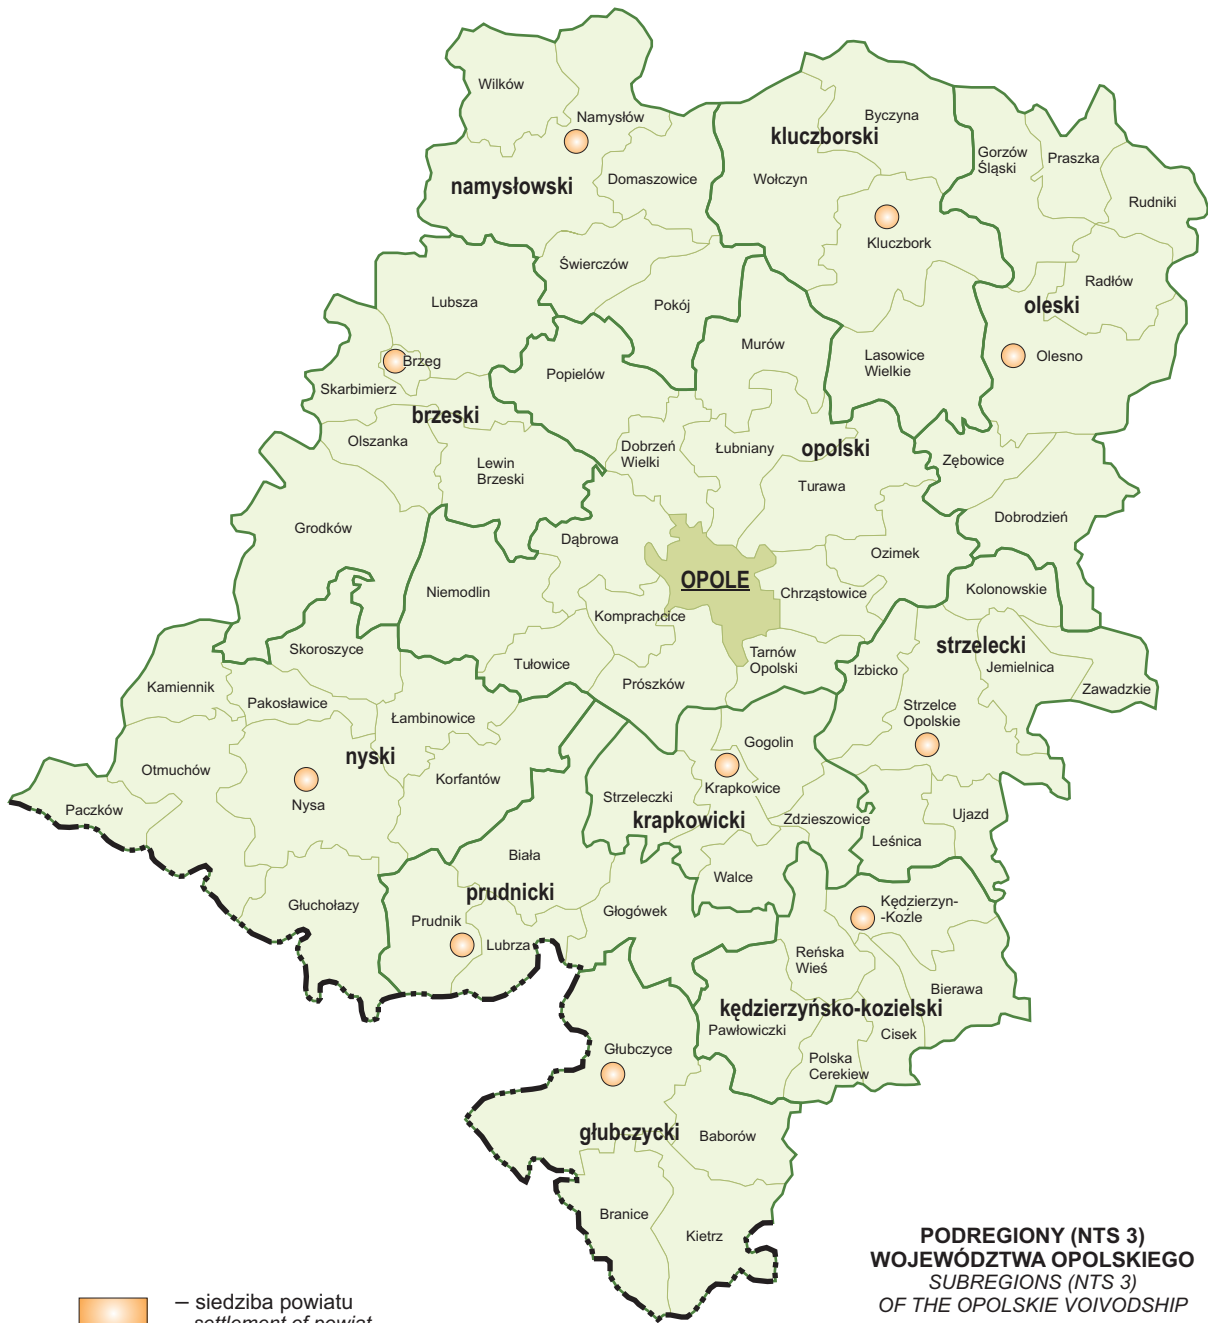 Wilków
Namysłów
namysłowski
Domaszowice
Świerczów
Pokój
kluczborski
Byczyna
Wołczyn
Kluczbork
Lasowice
Wielkie
Gorzów
Śląski
Praszka
Rudniki
Radłów
oleski
Olesno
Zębowice
Dobrodzień
Lubsza
Brzeg
Skarbimierz
brzeski
Olszanka
Lewin
Brzeski
Grodków
Popielów
Murów
Dobrzeń
Wielki
Łubniany
opolski
Turawa
Dąbrowa
OPOLE
Ozimek
Chrząstowice
Niemodlin
Komprachcice
Tułowice
Prószków
Tarnów
Opolski
Kolonowskie
strzelecki
Izbicko
Jemielnica
Zawadzkie
Strzelce
Opolskie
Ujazd
Leśnica
Skoroszyce
Kamiennik
Pakosławice
Łambinowice
nyski
Otmuchów
Nysa
Korfantów
Paczków
Głuchołazy
Gogolin
Krapkowice
Strzeleczki
krapkowicki
Zdzieszowice
Walce
Biała
prudnicki
Prudnik
Lubrza
Głogówek
Kędzierzyn-
-Kozle
Reńska
Wieś
Bierawa
kędzierzyńsko-kozielski
Pawłowiczki
Cisek
Polska
Cerekiew
Głubczyce
głubczycki
Baborów
Branice
Kietrz
PODREGIONY (NTS 3)
WOJEWÓDZTWA OPOLSKIEGO
SUBREGIONS (NTS 3)
OF THE OPOLSKIE VOIVODSHIP
– siedziba powiatu
settlement of powiat